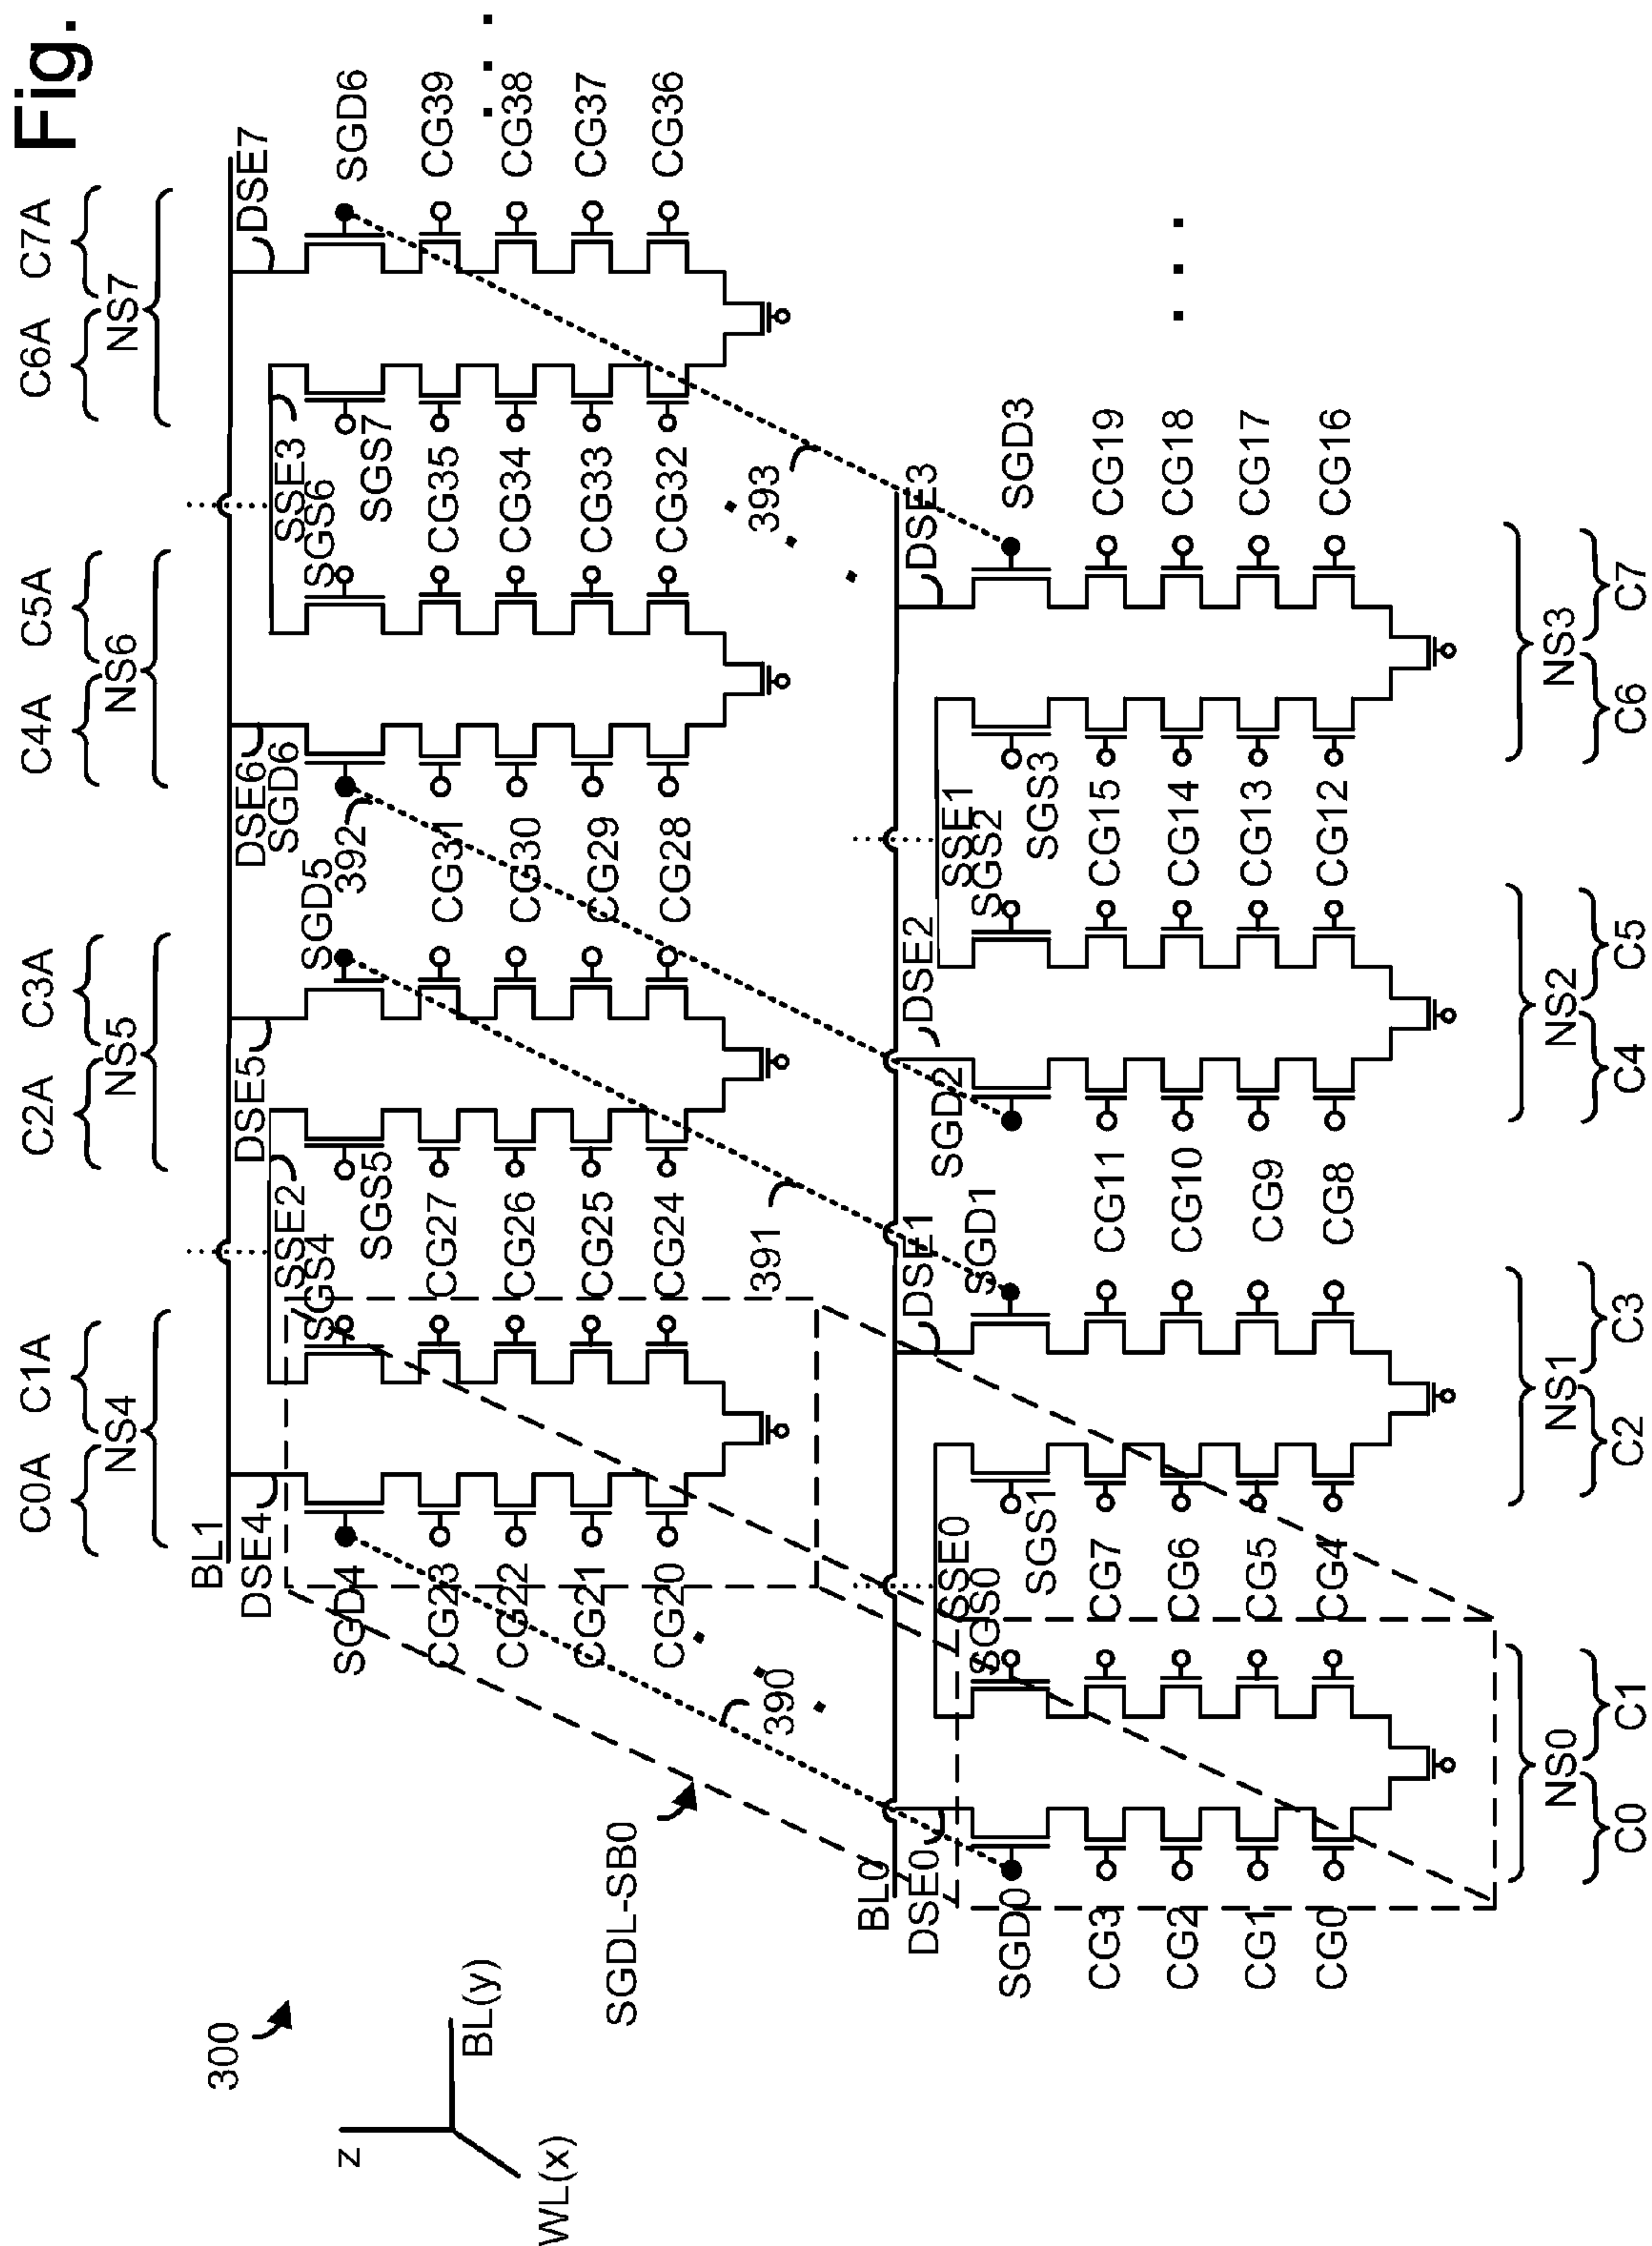 Fig.
300
z
BL(y)
WL(x)
SGDL-SB0
C0A C1A C2A C3A C4A C5A C6A C7A
NS4 NS5 NS6 NS7
BL1
DSE4 DSE5 DSE6 DSE7
SSE2 SSE3
SGD4 SGS4 SGS5 SGD5 SGD6 SGS6 SGS7 SGD6
392
CG23 CG27 CG31 CG35 CG39
CG22 CG26 CG30 CG34 CG38
CG21 CG25 CG29 CG33 CG37
CG20 CG24 CG28 CG32 CG36
390 391 393
BL0
DSE0 DSE1 DSE2 DSE3
SSE0 SSE1
SGD0 SGS0 SGS1 SGD1 SGD2 SGS2 SGS3 SGD3
CG3 CG7 CG11 CG15 CG19
CG2 CG6 CG10 CG14 CG18
CG1 CG5 CG9 CG13 CG17
CG0 CG4 CG8 CG12 CG16
NS0 NS1 NS2 NS3
C0 C1 C2 C3 C4 C5 C6 C7